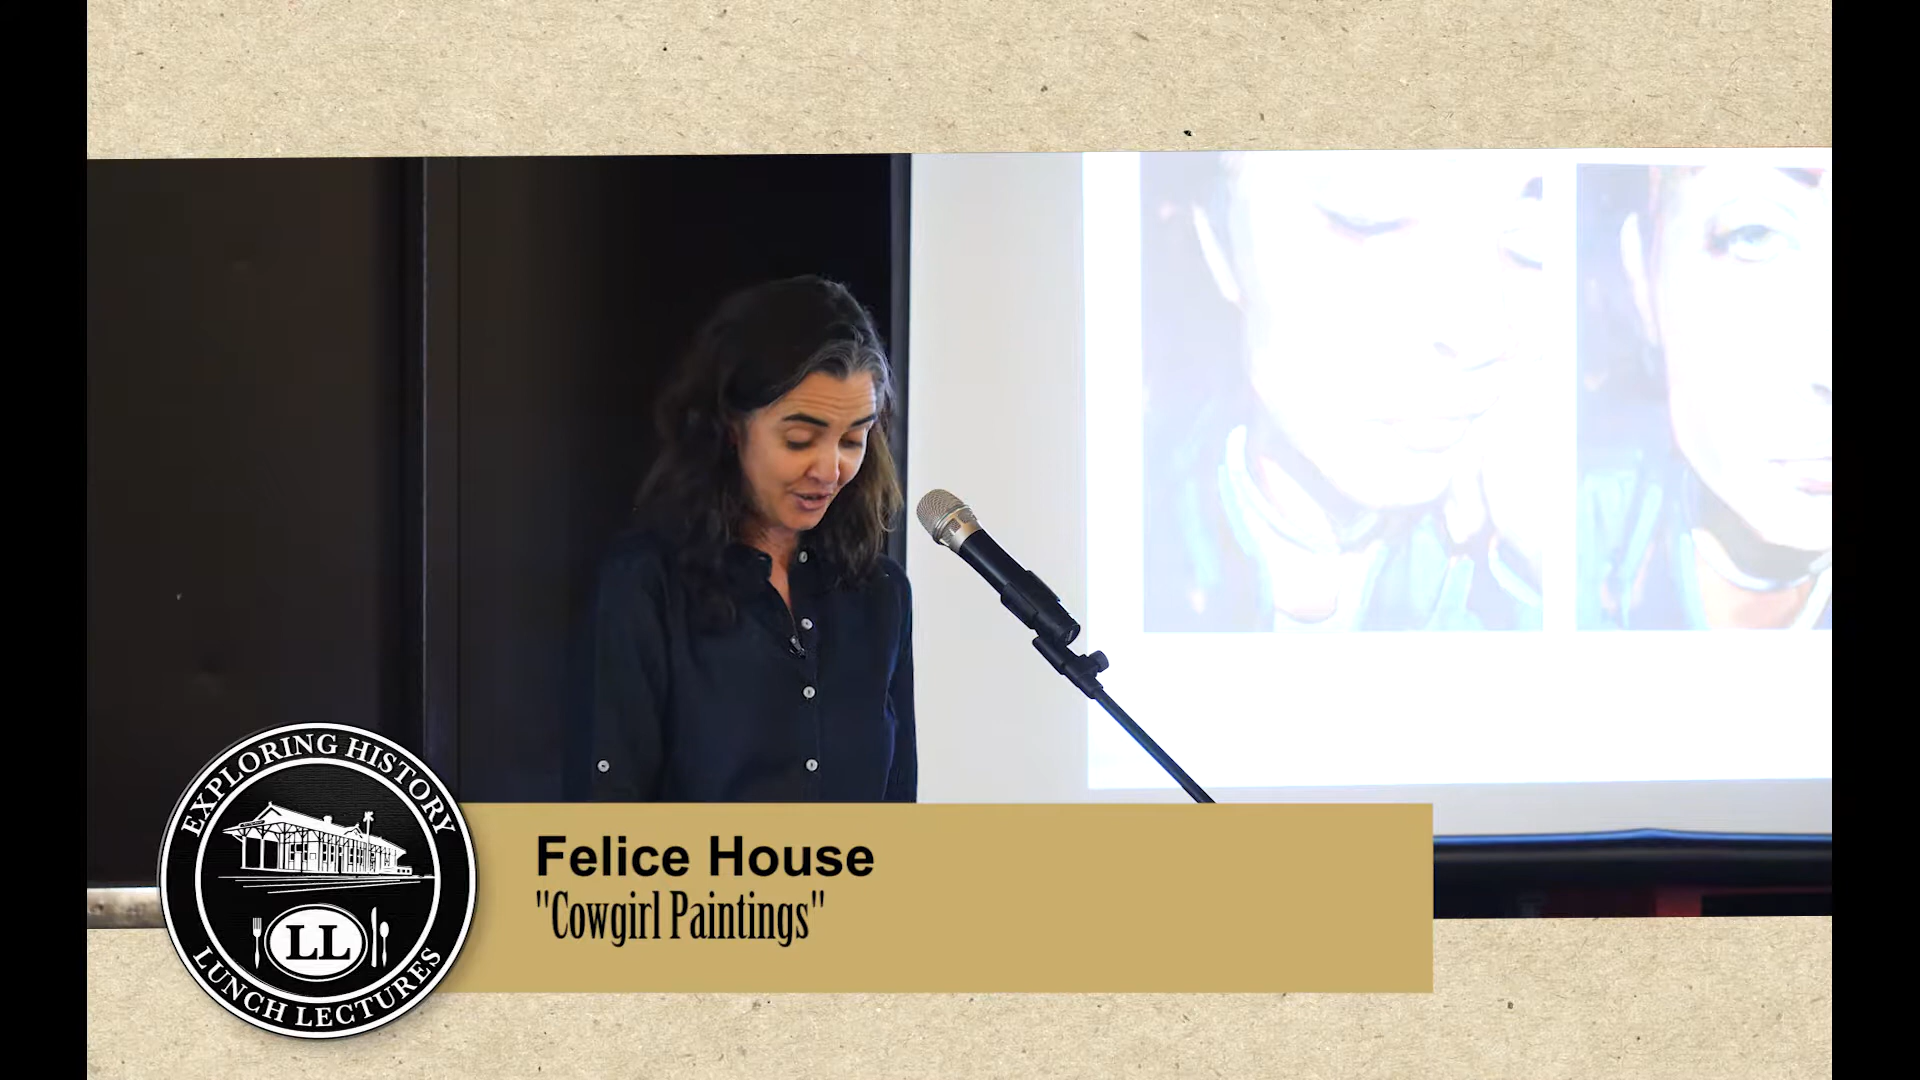 EXPLORING HISTORY
LL
LUNCH LECTURES
Felice House
"Cowgirl Paintings"